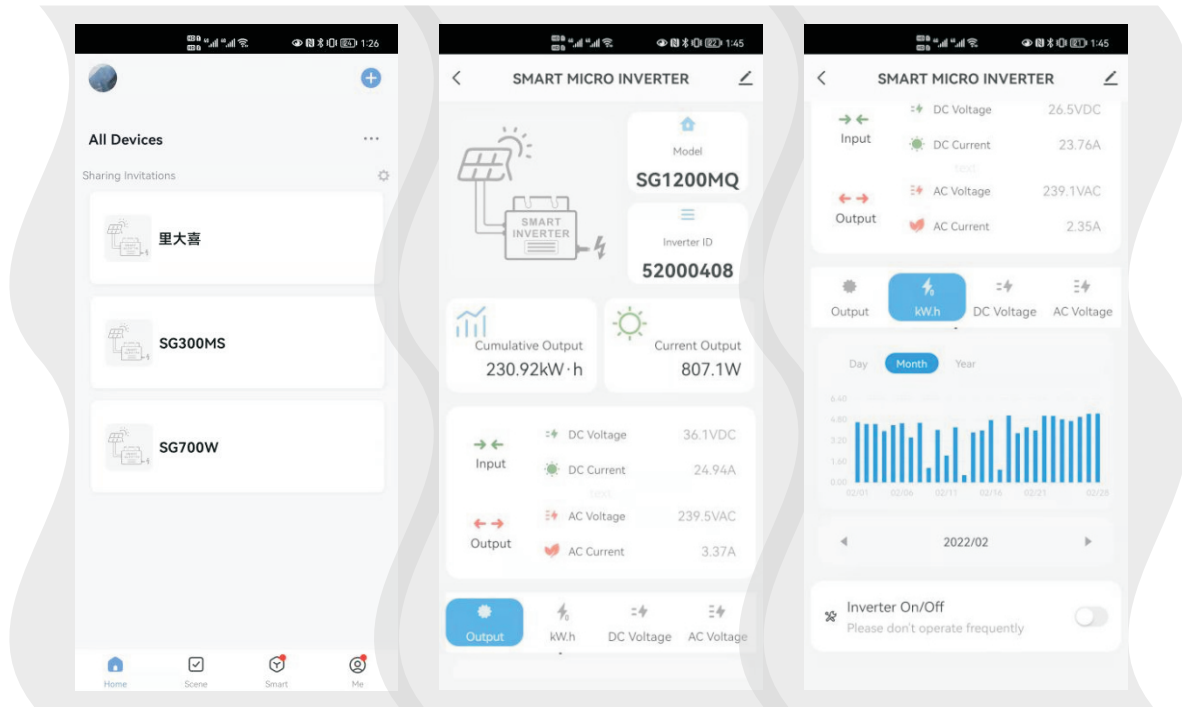 1:26
All Devices
Sharing Invitations
里大喜
SG300MS
SG700W
Home
Scene
Smart
Me
1:45
SMART MICRO INVERTER
SMART
INVERTER
Model
SG1200MQ
Inverter ID
52000408
Cumulative Output
230.92kW·h
Current Output
807.1W
Input
DC Voltage 36.1VDC
DC Current 24.94A
Output
AC Voltage 239.5VAC
AC Current 3.37A
Output kW.h DC Voltage AC Voltage
1:45
SMART MICRO INVERTER
Input
DC Voltage 26.5VDC
DC Current 23.76A
Output
AC Voltage 239.1VAC
AC Current 2.35A
Output kW.h DC Voltage AC Voltage
Day Month Year
6.40
4.80
3.20
1.60
0.00
02/01 02/06 02/11 02/16 02/21 02/28
2022/02
Inverter On/Off
Please don't operate frequently